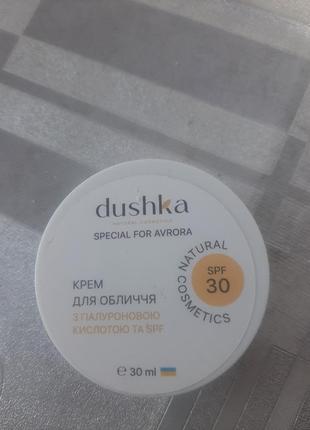 dushka
NATURAL COSMETICS
SPECIAL FOR AVRORA
КРЕМ
ДЛЯ ОБЛИЧЧЯ
З ГІАЛУРОНОВОЮ
КИСЛОТОЮ ТА SPF
NATURAL COSMETICS
SPF
30
℮ 30 ml